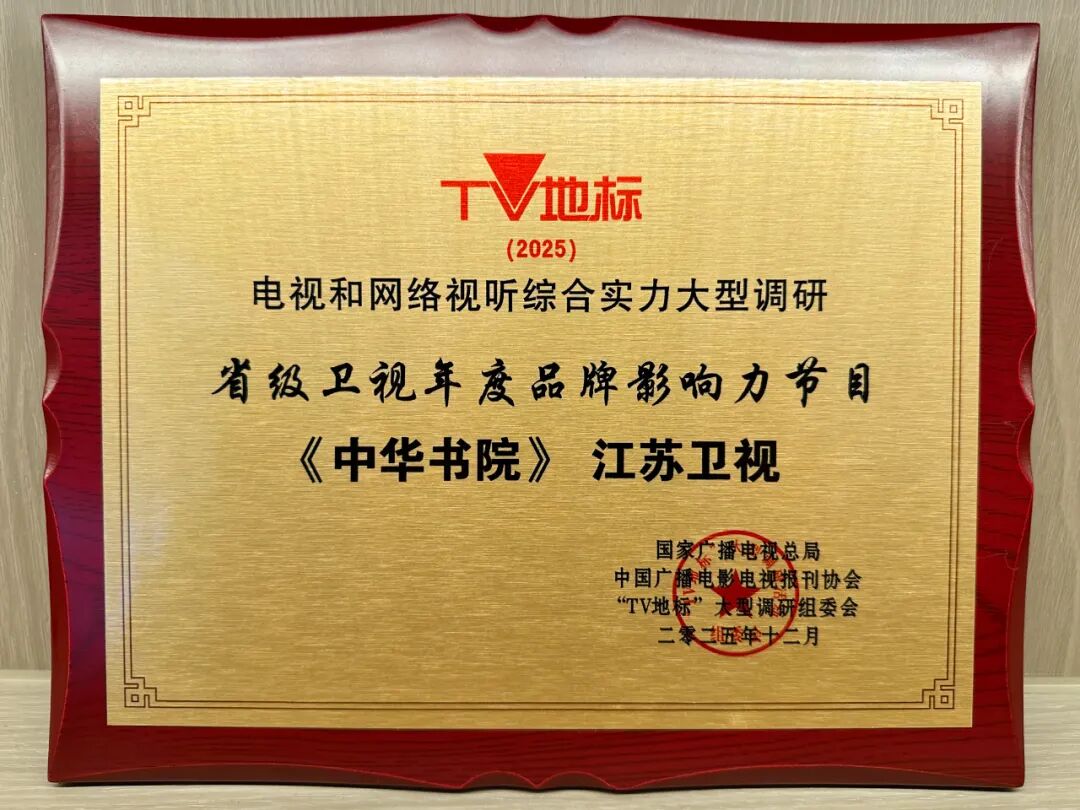 TV地标
(2025)
电视和网络视听综合实力大型调研
省级卫视年度品牌影响力节目
《中华书院》 江苏卫视
国家广播电视总局
中国广播电影电视报刊协会
“TV地标”大型调研组委会
二零二五年十二月